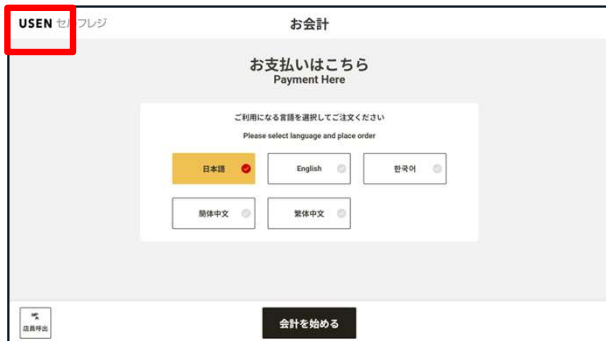 USEN セルフレジ
お会計
お支払いはこちら
Payment Here
ご利用になる言語を選択してご注文ください
Please select language and place order
日本語
English
한국어
簡体中文
繁体中文
店員呼出
会計を始める